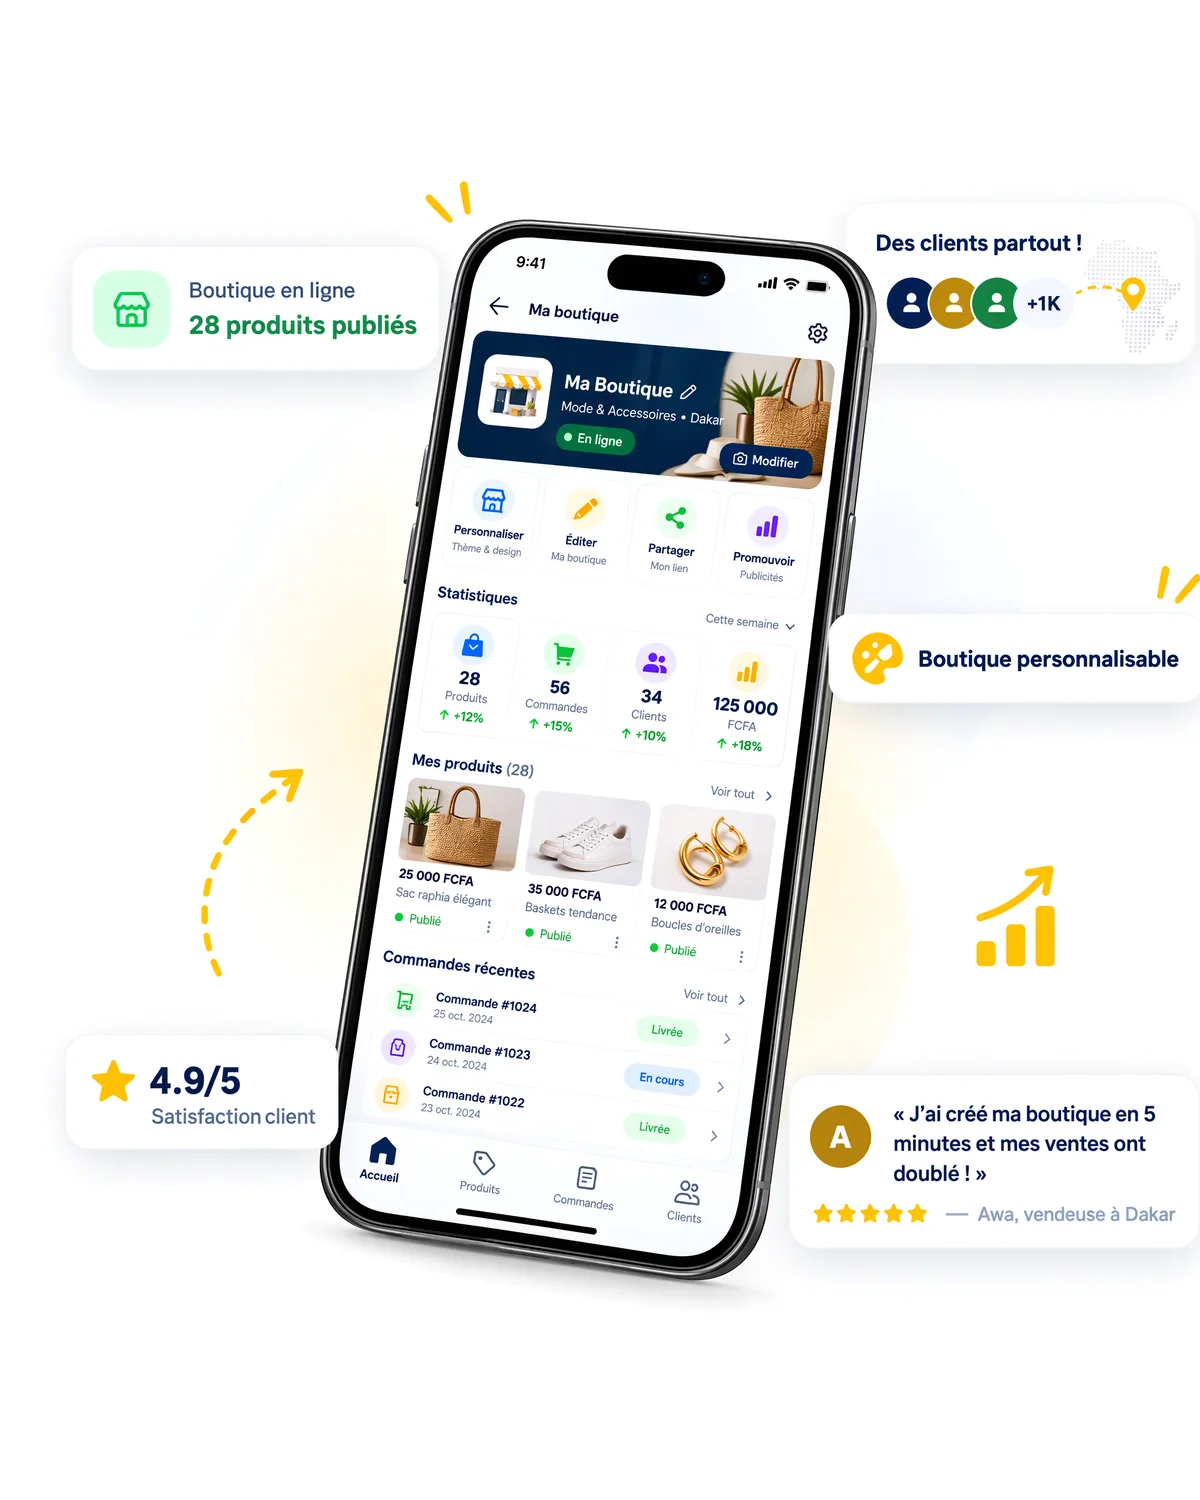 Boutique en ligne
28 produits publiés
Des clients partout !
+1K
9:41
Ma boutique
Ma Boutique
Mode & Accessoires • Dakar
En ligne
Modifier
Personnaliser
Thème & design
Éditer
Ma boutique
Partager
Mon lien
Promouvoir
Publicités
Statistiques
Cette semaine
28
Produits
+12%
56
Commandes
+15%
34
Clients
+10%
125 000
FCFA
+18%
Boutique personnalisable
Mes produits (28)
Voir tout
25 000 FCFA
Sac raphia élégant
Publié
35 000 FCFA
Baskets tendance
Publié
12 000 FCFA
Boucles d'oreilles
Publié
Commandes récentes
Voir tout
Commande #1024
25 oct. 2024
Livrée
Commande #1023
24 oct. 2024
En cours
Commande #1022
23 oct. 2024
Livrée
Accueil
Produits
Commandes
Clients
4.9/5
Satisfaction client
A
« J'ai créé ma boutique en 5
minutes et mes ventes ont
doublé ! »
— Awa, vendeuse à Dakar